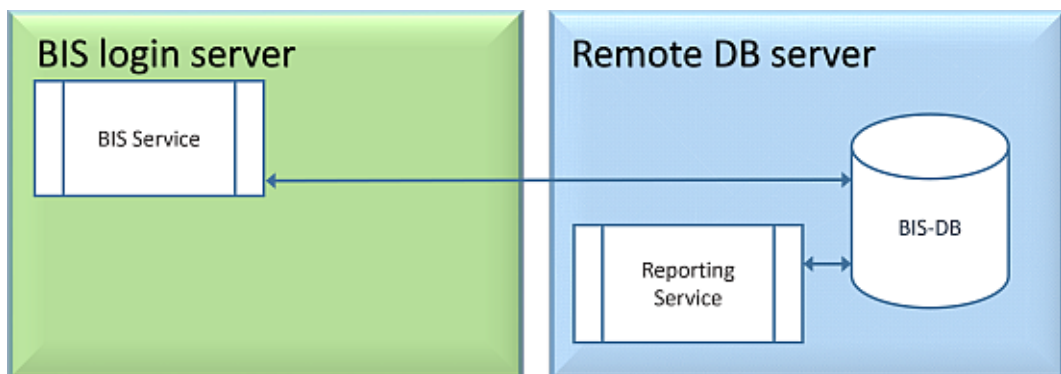 BIS login server
Remote DB server
BIS Service
BIS-DB
Reporting
Service